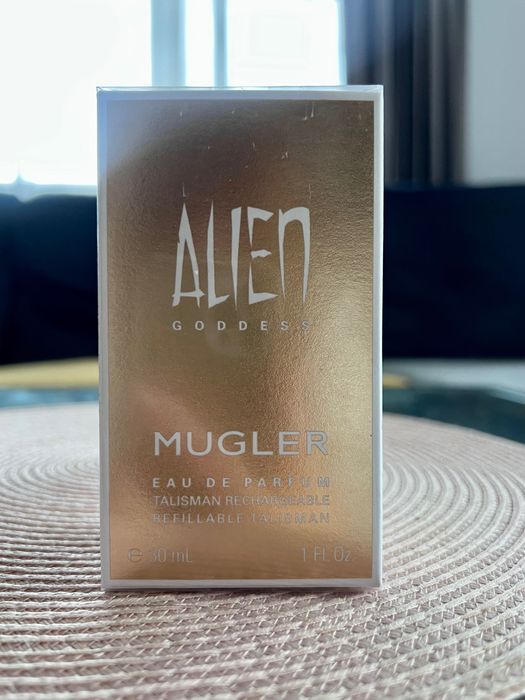 ALIEN
GODDESS
MUGLER
EAU DE PARFUM
TALISMAN RECHARGEABLE
REFILLABLE TALISMAN
℮ 30 mL 1 FL Oz